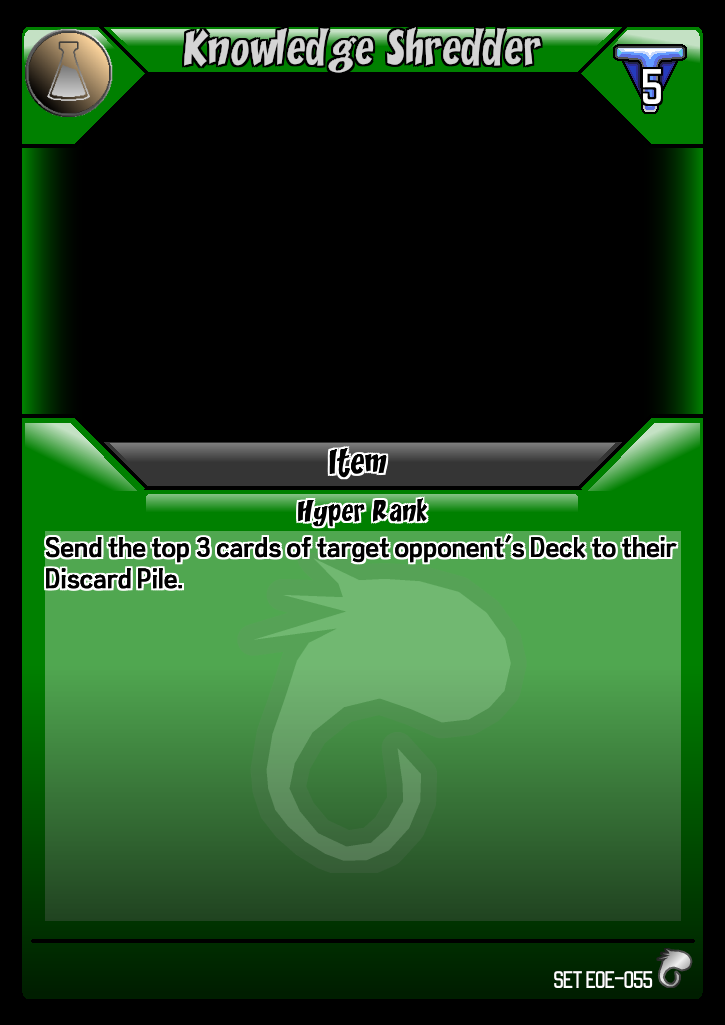 Knowledge Shredder
5
Item
Hyper Rank
Send the top 3 cards of target opponent's Deck to their
Discard Pile.
SET EOE-055